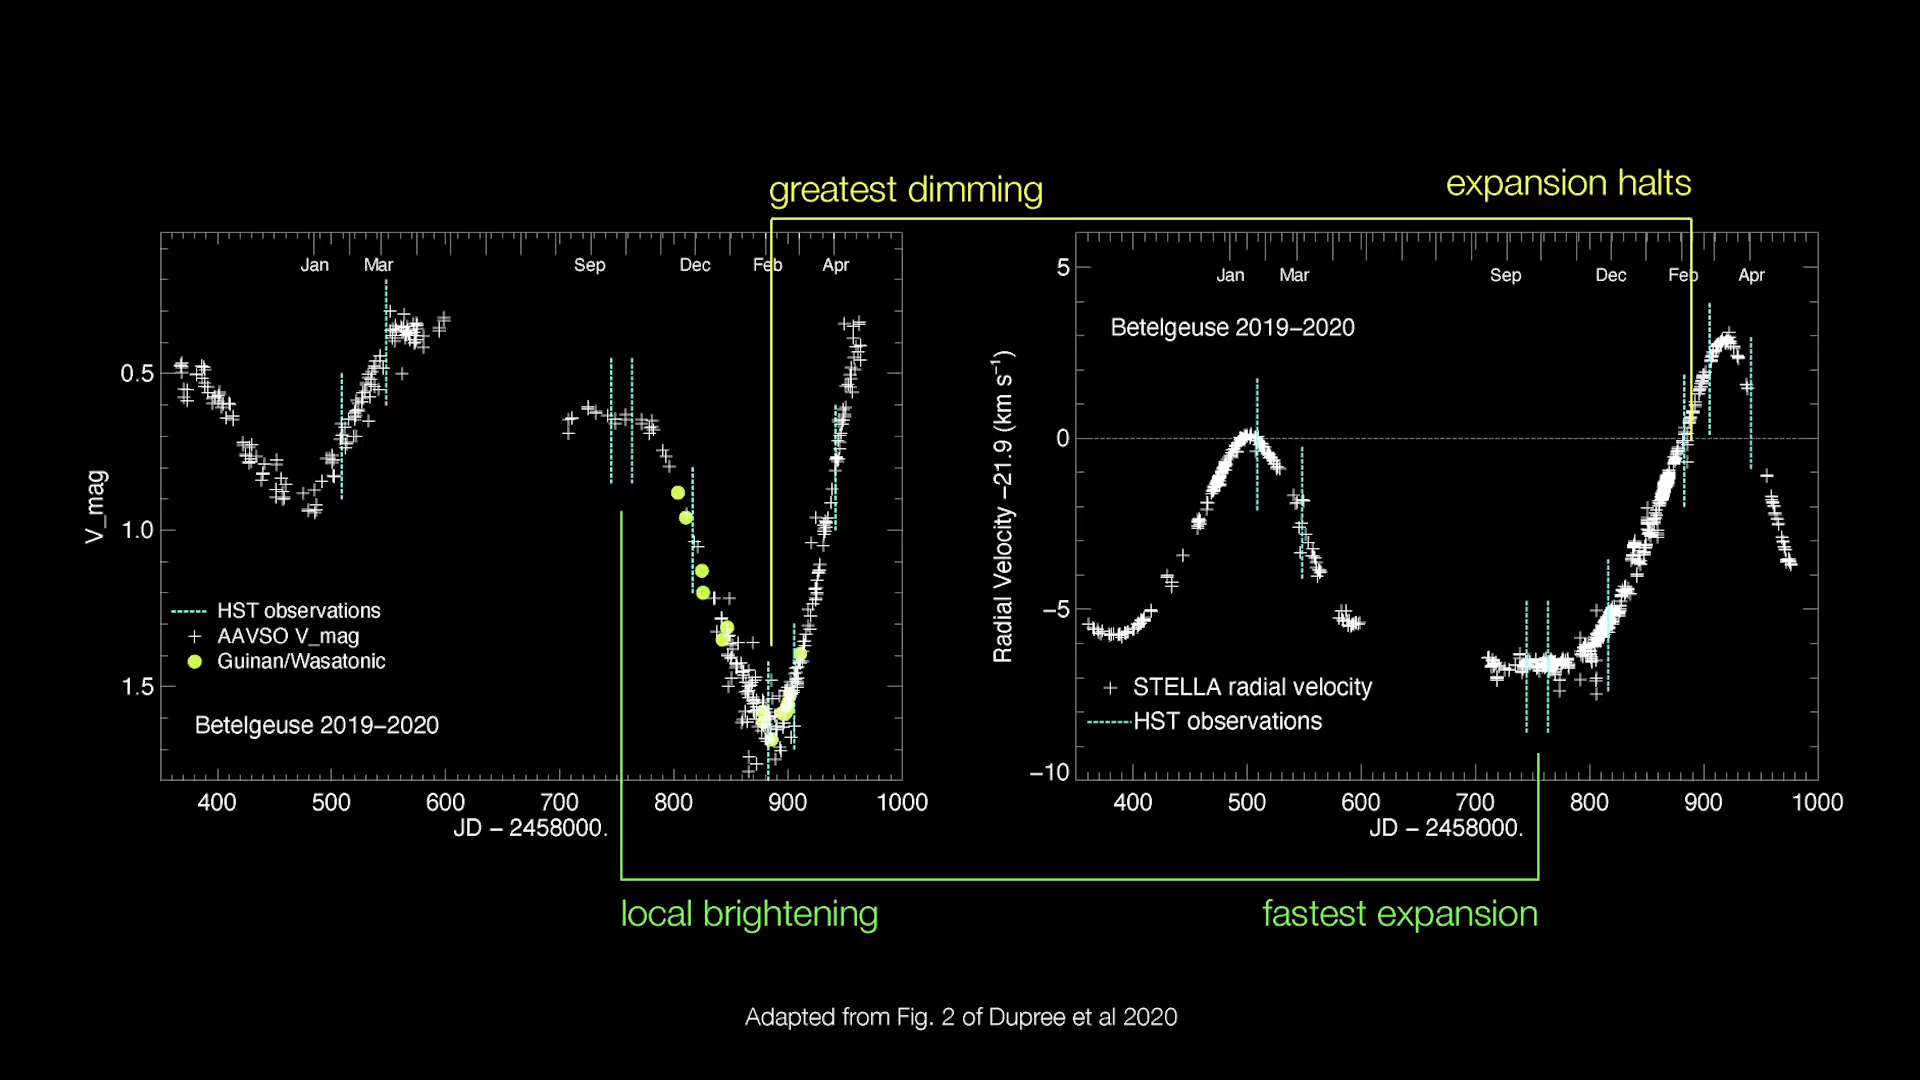 greatest dimming
expansion halts
Jan Mar Sep Dec Feb Apr
0.5
1.0
1.5
V_mag
HST observations
AAVSO V_mag
Guinan/Wasatonic
Betelgeuse 2019–2020
400 500 600 700 800 900 1000
JD – 2458000.
Jan Mar Sep Dec Feb Apr
5
0
−5
−10
Radial Velocity −21.9 (km s⁻¹)
Betelgeuse 2019–2020
STELLA radial velocity
HST observations
400 500 600 700 800 900 1000
JD – 2458000.
local brightening
fastest expansion
Adapted from Fig. 2 of Dupree et al 2020